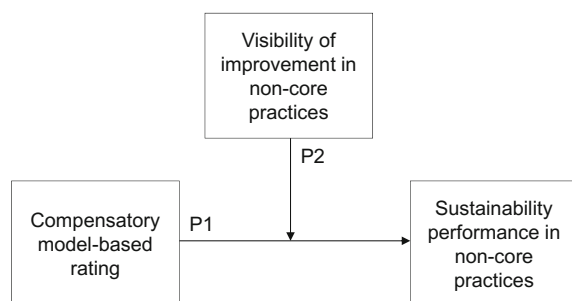 Visibility of
improvement in
non-core
practices
P2
P1
Compensatory
model-based
rating
Sustainability
performance in
non-core
practices